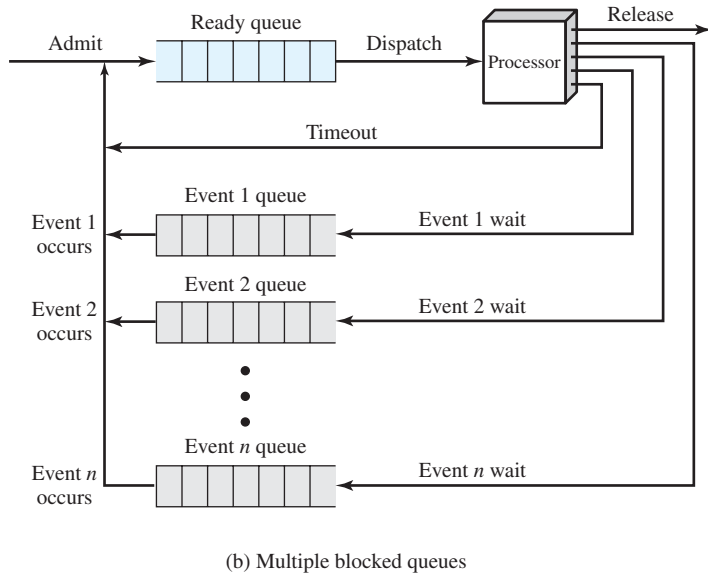 Ready queue
Release
Admit
Dispatch
Processor
Timeout
Event 1 queue
Event 1
occurs
Event 1 wait
Event 2 queue
Event 2
occurs
Event 2 wait
Event n queue
Event n
occurs
Event n wait
(b) Multiple blocked queues